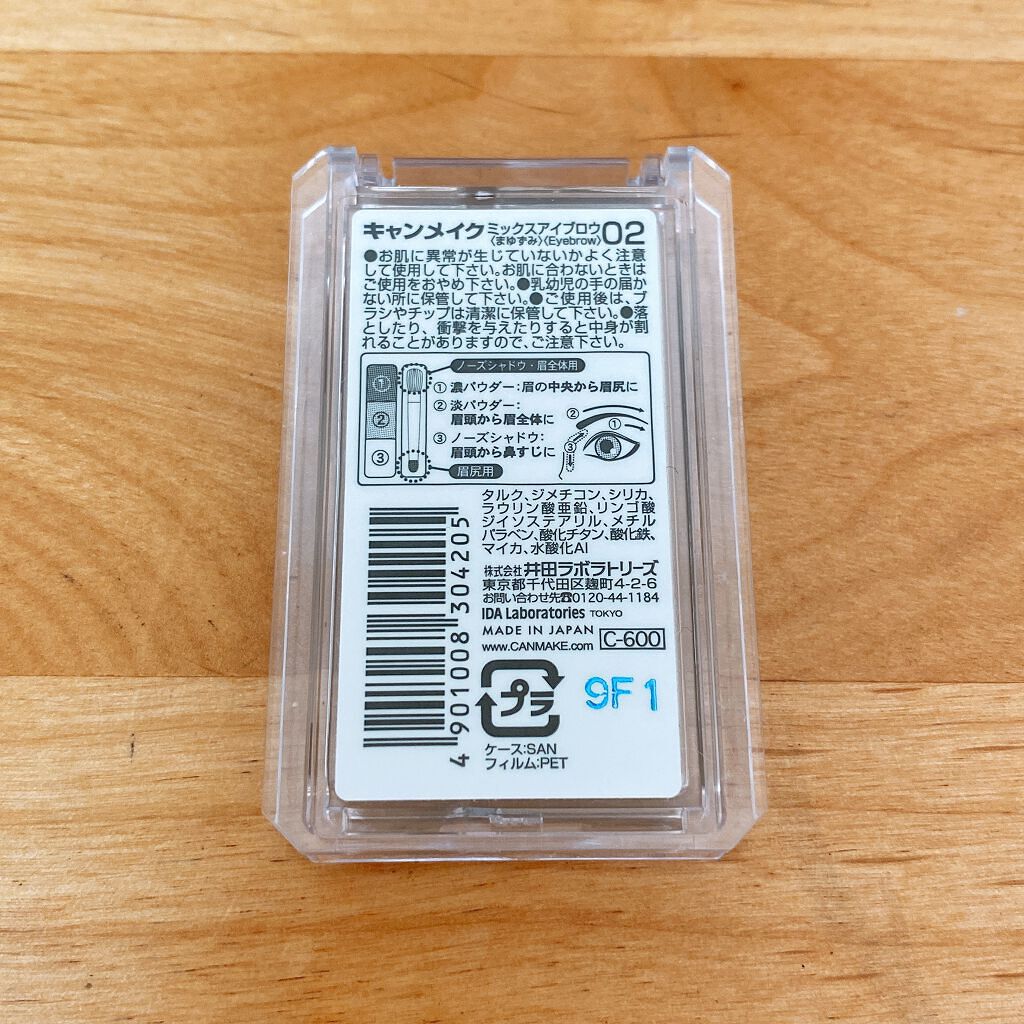 キャンメイク ミックスアイブロウ 02
〈まゆずみ〉〈Eyebrow〉
●お肌に異常が生じていないかよく注意
して使用して下さい。お肌に合わないときは
ご使用をおやめ下さい。●乳幼児の手の届か
ない所に保管して下さい。●ご使用後は、ブ
ラシやチップは清潔に保管して下さい。●落
としたり、衝撃を与えたりすると中身が割
れることがありますので、ご注意下さい。
ノーズシャドウ・眉全体用
① ② ③
① 濃パウダー：眉の中央から眉尻に
② 淡パウダー：
眉頭から眉全体に
③ ノーズシャドウ：
眉頭から鼻すじに
眉尻用
② ① ③
タルク、ジメチコン、シリカ、
ラウリン酸亜鉛、リンゴ酸
ジイソステアリル、メチル
パラベン、酸化チタン、酸化鉄、
マイカ、水酸化Al
株式会社 井田ラボラトリーズ
東京都千代田区麹町4-2-6
お問い合わせ先☎0120-44-1184
IDA Laboratories TOKYO
MADE IN JAPAN
www.CANMAKE.com C-600
4 901008 304205
プラ
9F1
ケース:SAN
フィルム:PET